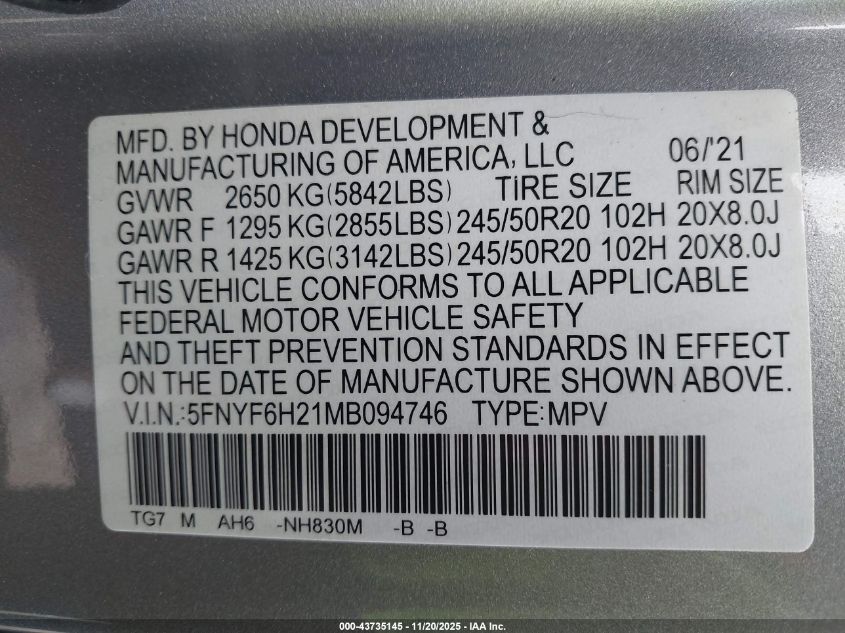 MFD. BY HONDA DEVELOPMENT &
MANUFACTURING OF AMERICA, LLC 06/'21
GVWR 2650 KG(5842LBS) TIRE SIZE RIM SIZE
GAWR F 1295 KG(2855LBS) 245/50R20 102H 20X8.0J
GAWR R 1425 KG(3142LBS) 245/50R20 102H 20X8.0J
THIS VEHICLE CONFORMS TO ALL APPLICABLE
FEDERAL MOTOR VEHICLE SAFETY
AND THEFT PREVENTION STANDARDS IN EFFECT
ON THE DATE OF MANUFACTURE SHOWN ABOVE.
V.I.N.:5FNYF6H21MB094746 TYPE:MPV
TG7 M AH6 -NH830M -B -B
000-43735145 - 11/20/2025 - IAA Inc.